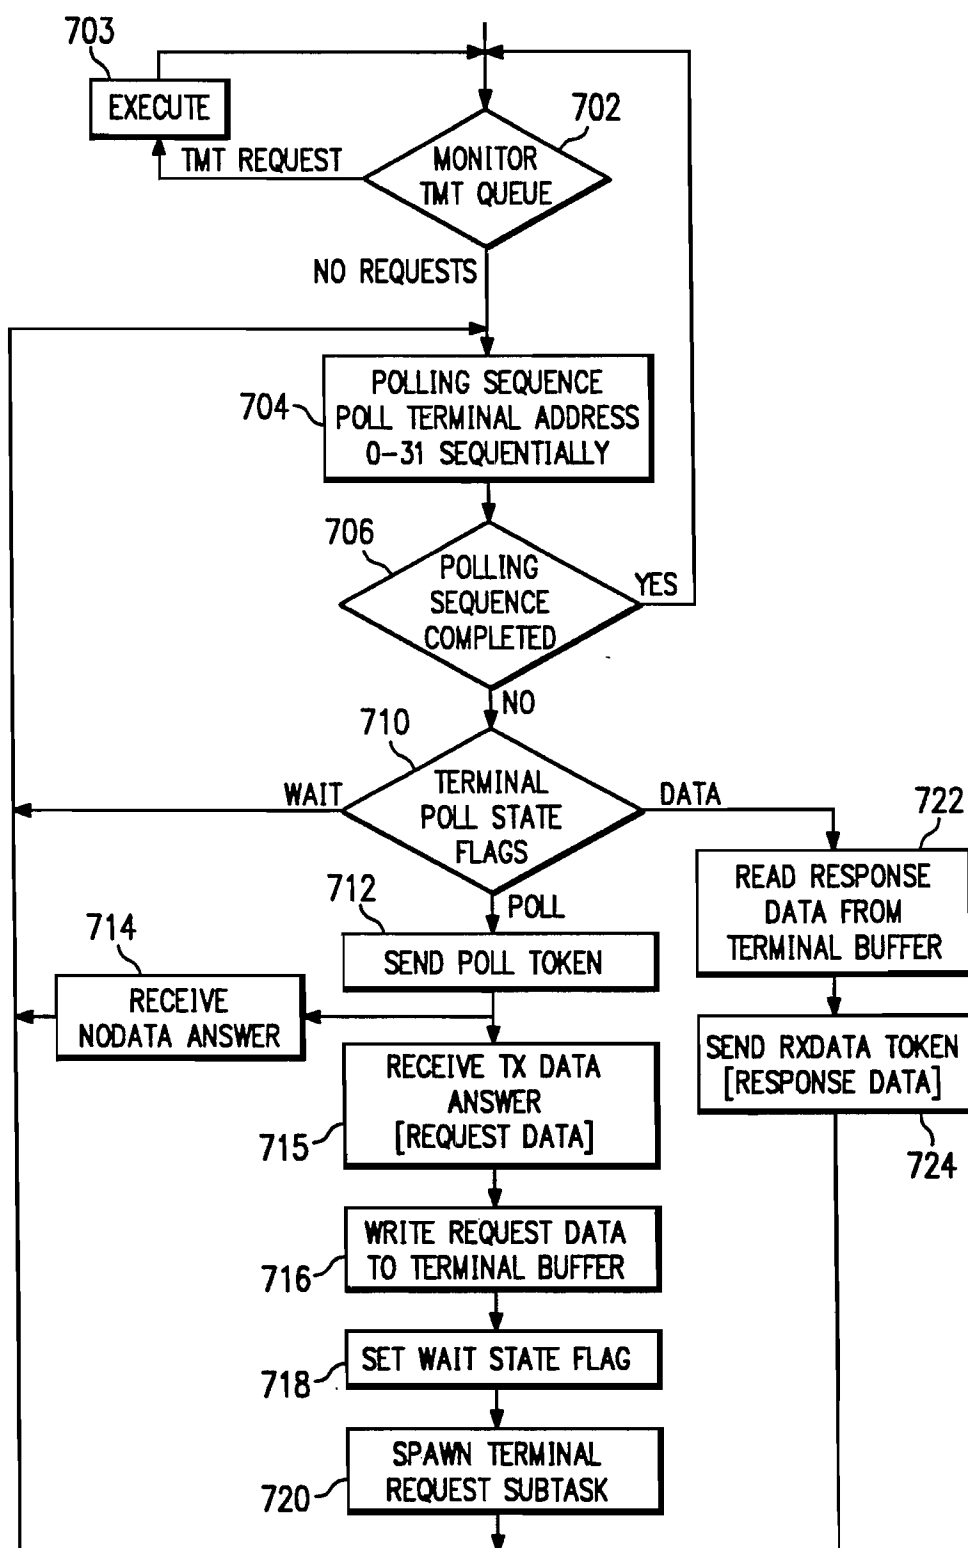 703
EXECUTE
702
TMT REQUEST
MONITOR
TMT QUEUE
NO REQUESTS
704
POLLING SEQUENCE
POLL TERMINAL ADDRESS
0-31 SEQUENTIALLY
706
POLLING
SEQUENCE
COMPLETED
YES
NO
710
TERMINAL
POLL STATE
FLAGS
WAIT
DATA
722
READ RESPONSE
DATA FROM
TERMINAL BUFFER
712
POLL
SEND POLL TOKEN
714
RECEIVE
NODATA ANSWER
SEND RXDATA TOKEN
[RESPONSE DATA]
724
RECEIVE TX DATA
ANSWER
[REQUEST DATA]
715
WRITE REQUEST DATA
TO TERMINAL BUFFER
716
SET WAIT STATE FLAG
718
SPAWN TERMINAL
REQUEST SUBTASK
720